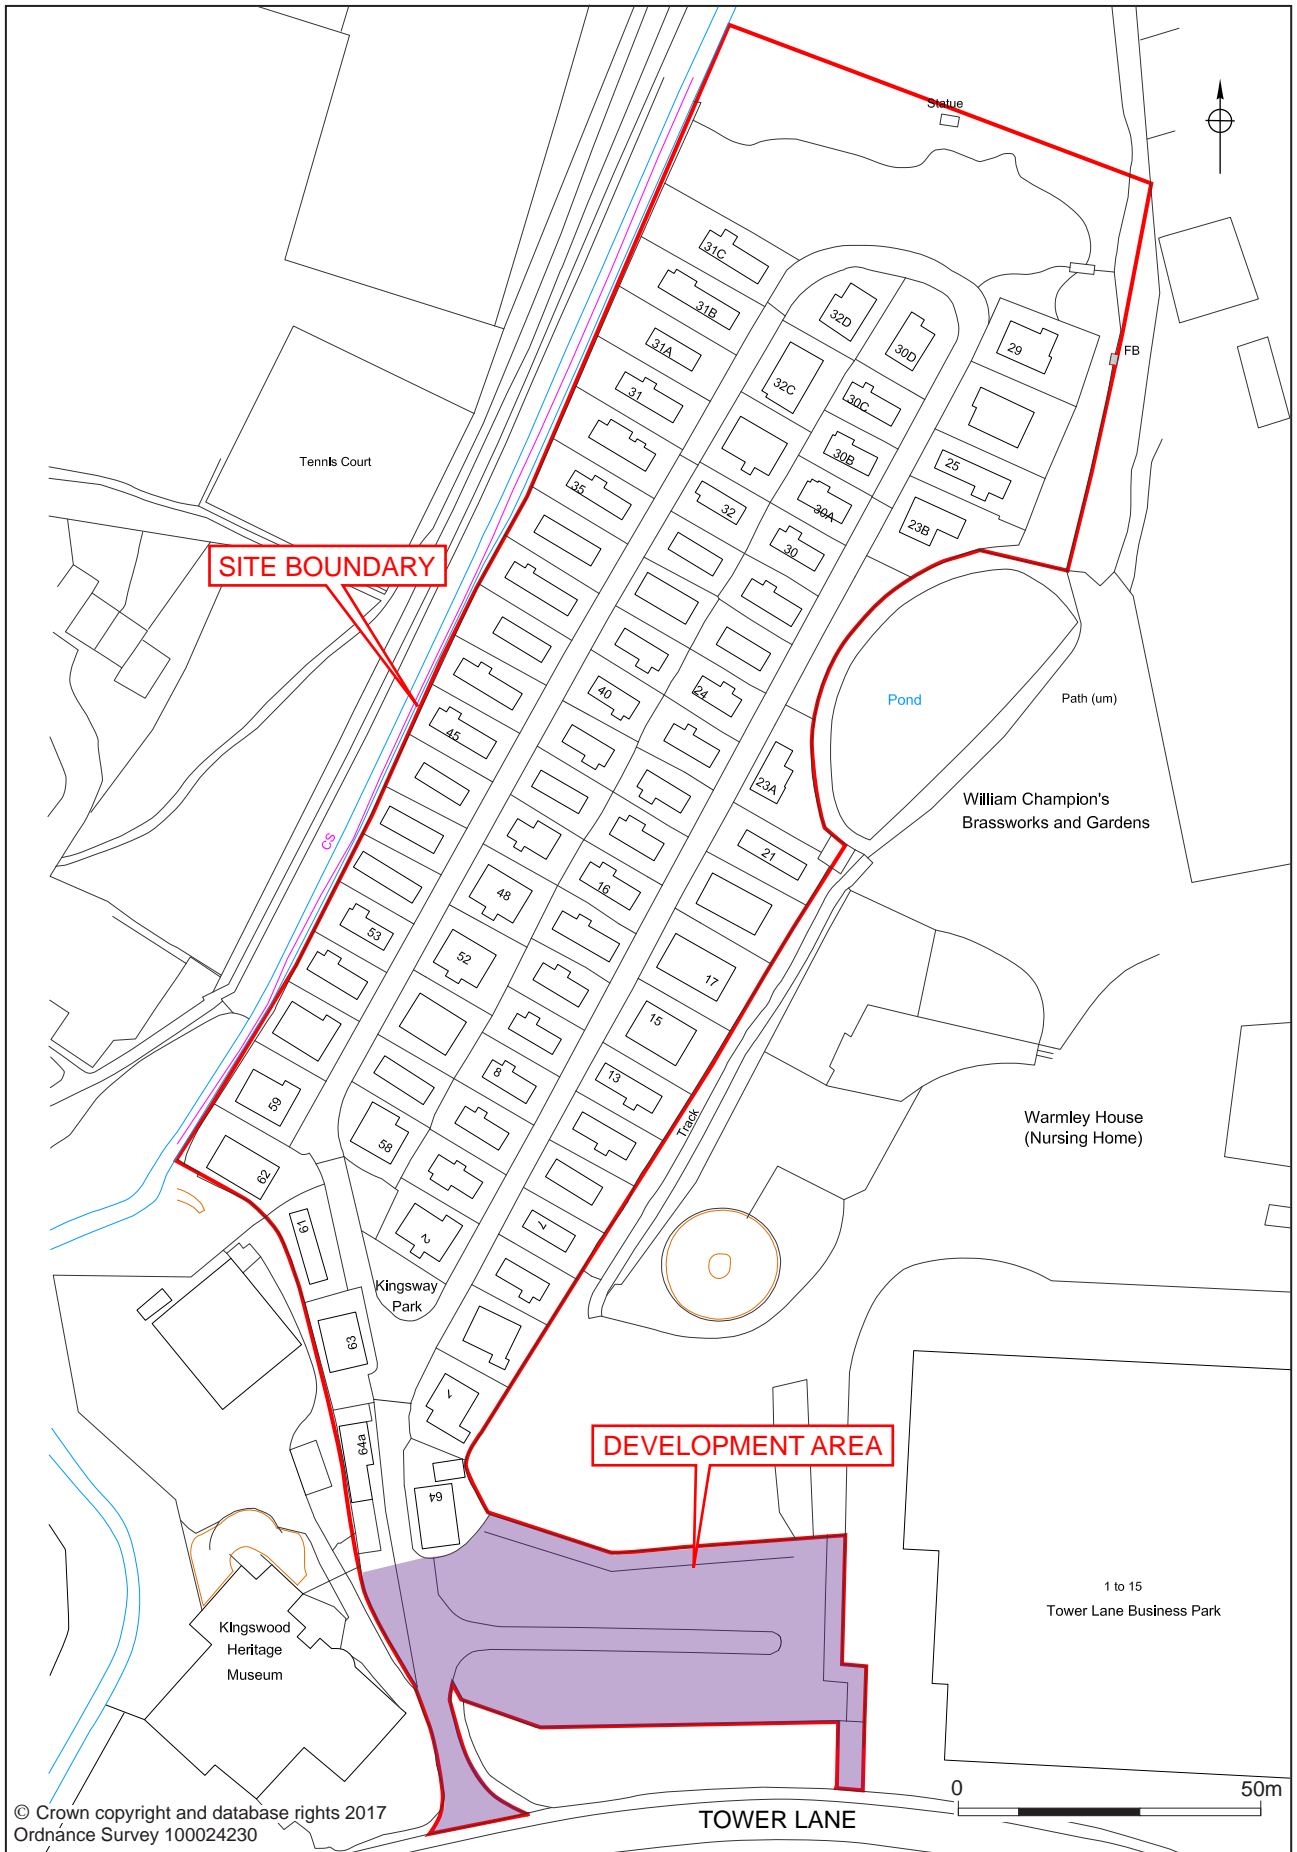 Statue
31C
31B
32D
31A
30D
29
FB
31
32C
30C
Tennis Court
30B
25
35
32
30A
23B
30
SITE BOUNDARY
40
24
Pond
Path (um)
45
23A
William Champion's
Brassworks and Gardens
CS
21
48
16
53
52
17
15
8
13
59
Track
Warmley House
(Nursing Home)
58
62
61
2
7
Kingsway
Park
63
1
64a
DEVELOPMENT AREA
64
1 to 15
Tower Lane Business Park
Kingswood
Heritage
Museum
0
50m
TOWER LANE
© Crown copyright and database rights 2017
Ordnance Survey 100024230